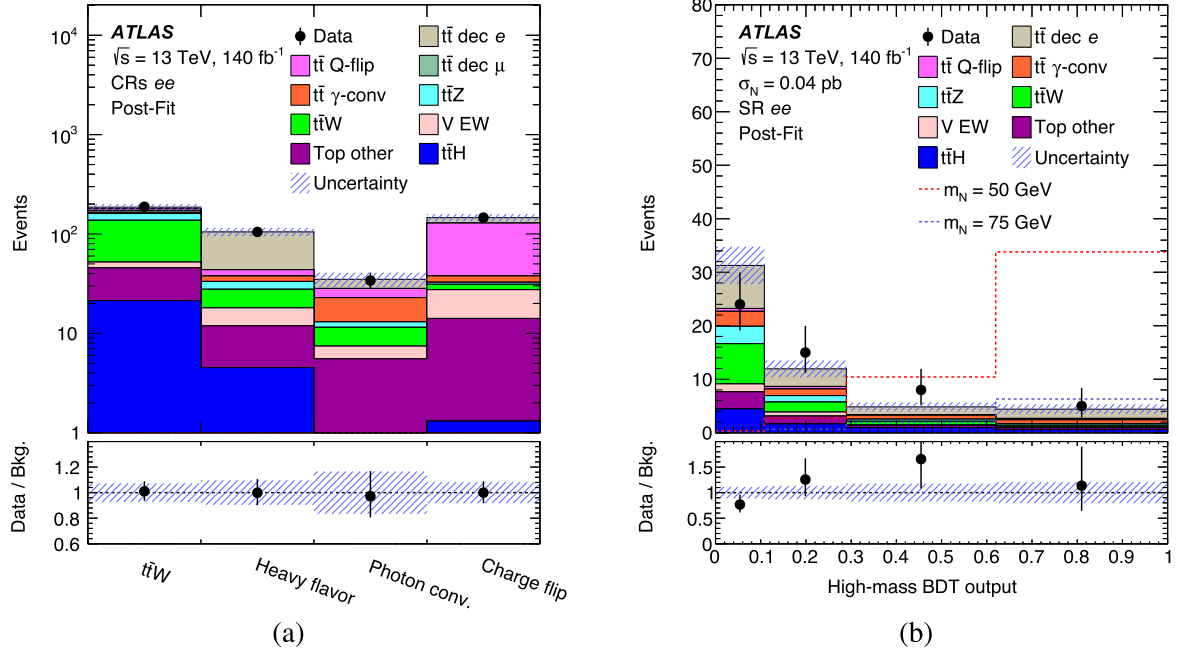 ATLAS
√s = 13 TeV, 140 fb⁻¹
CRs ee
Post-Fit
Data
tt̄ dec e
tt̄ Q-flip
tt̄ dec μ
tt̄ γ-conv
tt̄Z
tt̄W
V EW
Top other
tt̄H
Uncertainty
Events
10⁴
10³
10²
10
1
Data / Bkg.
1.2
1
0.8
0.6
tt̄W
Heavy flavor
Photon conv.
Charge flip
(a)
ATLAS
√s = 13 TeV, 140 fb⁻¹
σN = 0.04 pb
SR ee
Post-Fit
Data
tt̄ dec e
tt̄ Q-flip
tt̄ γ-conv
tt̄Z
tt̄W
V EW
Top other
tt̄H
Uncertainty
mN = 50 GeV
mN = 75 GeV
Events
80
70
60
50
40
30
20
10
0
Data / Bkg.
1.5
1
0.5
0
0 0.1 0.2 0.3 0.4 0.5 0.6 0.7 0.8 0.9 1
High-mass BDT output
(b)